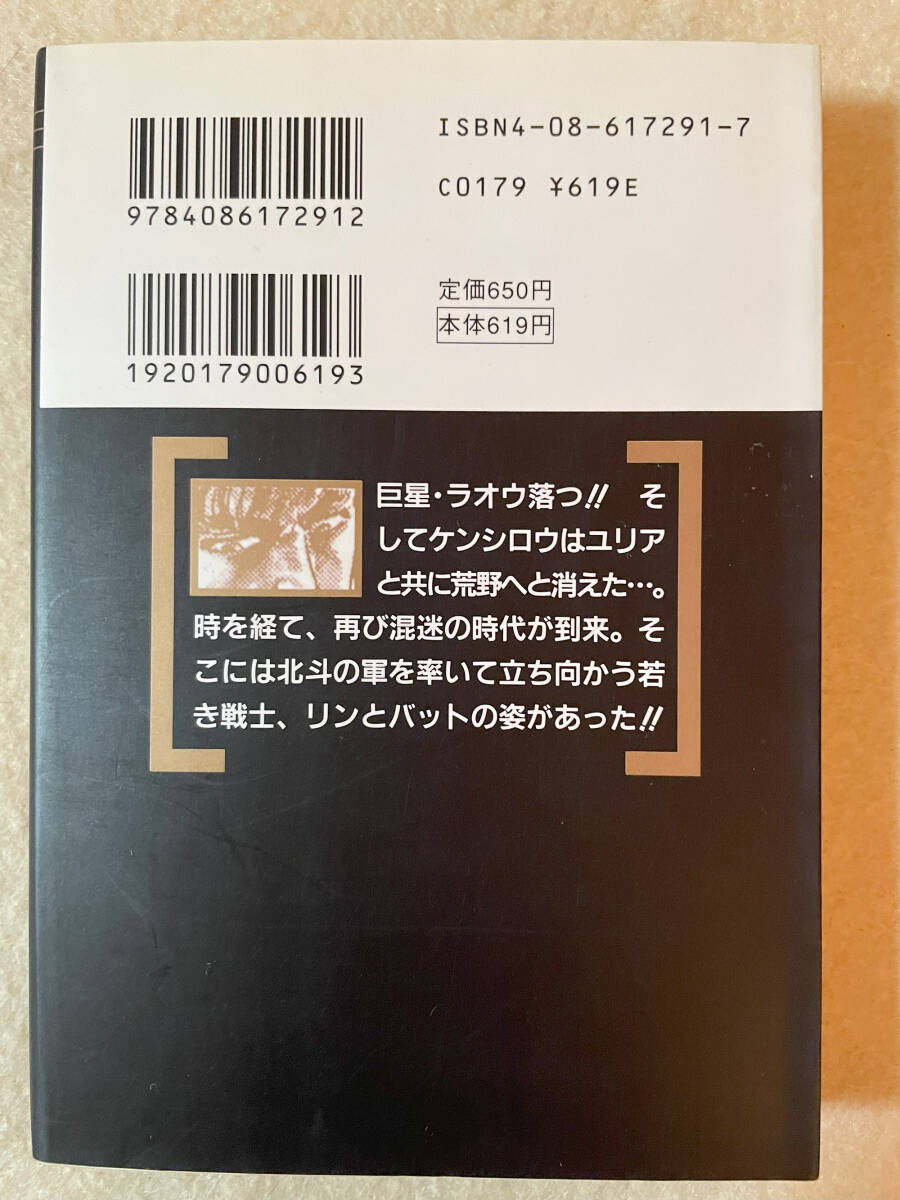 ISBN4-08-617291-7
9784086172912
C0179 ¥619E
定価650円
本体619円
1920179006193
巨星・ラオウ落つ!! そ
してケンシロウはユリア
と共に荒野へと消えた…。
時を経て、再び混迷の時代が到来。そ
こには北斗の軍を率いて立ち向かう若
き戦士、リンとバットの姿があった!!